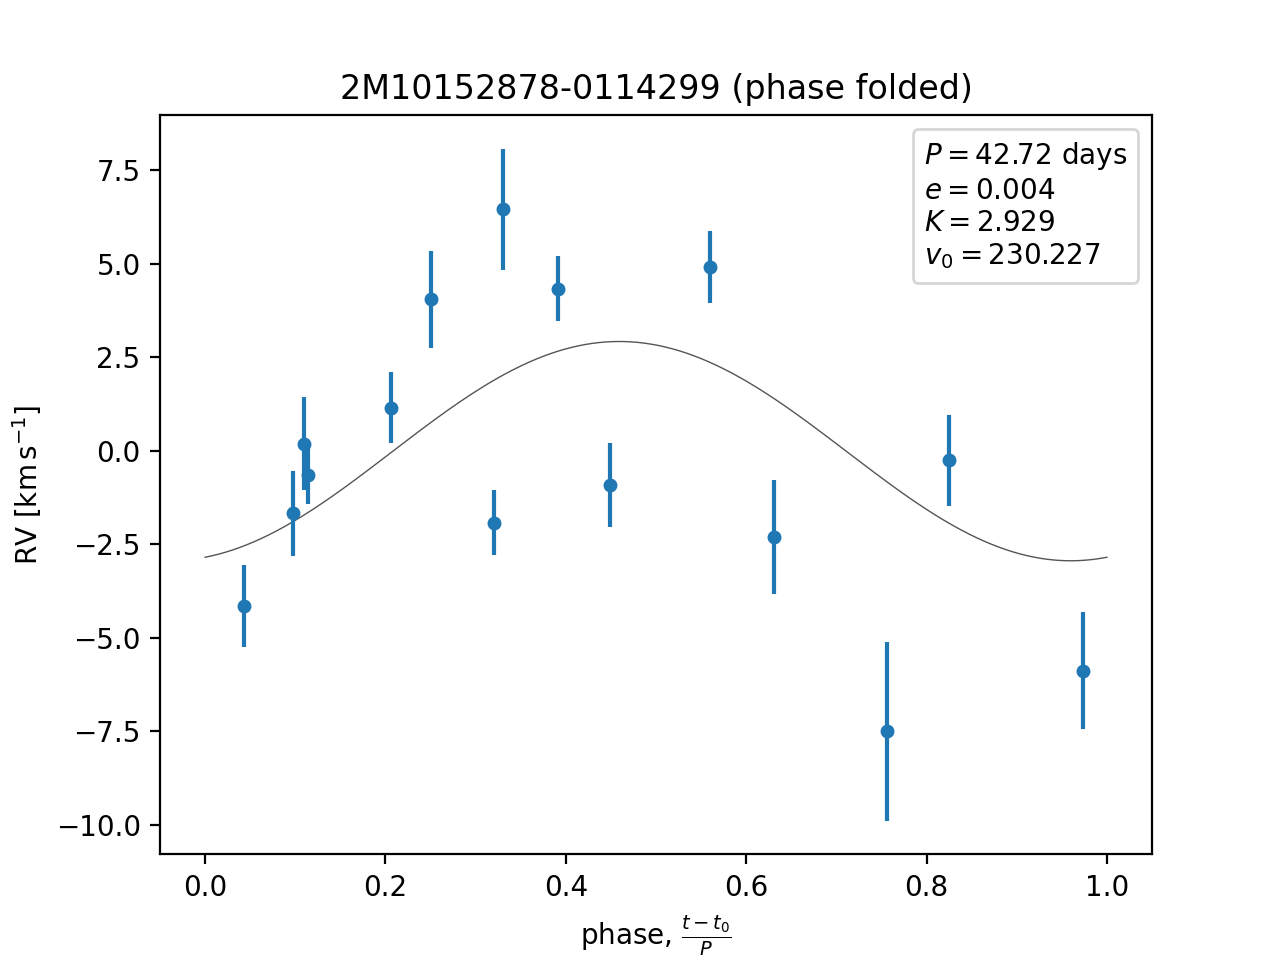 2M10152878-0114299 (phase folded)
P = 42.72 days
e = 0.004
K = 2.929
v₀ = 230.227
RV [km s⁻¹]
7.5
5.0
2.5
0.0
−2.5
−5.0
−7.5
−10.0
0.0 0.2 0.4 0.6 0.8 1.0
phase, (t − t₀)/P